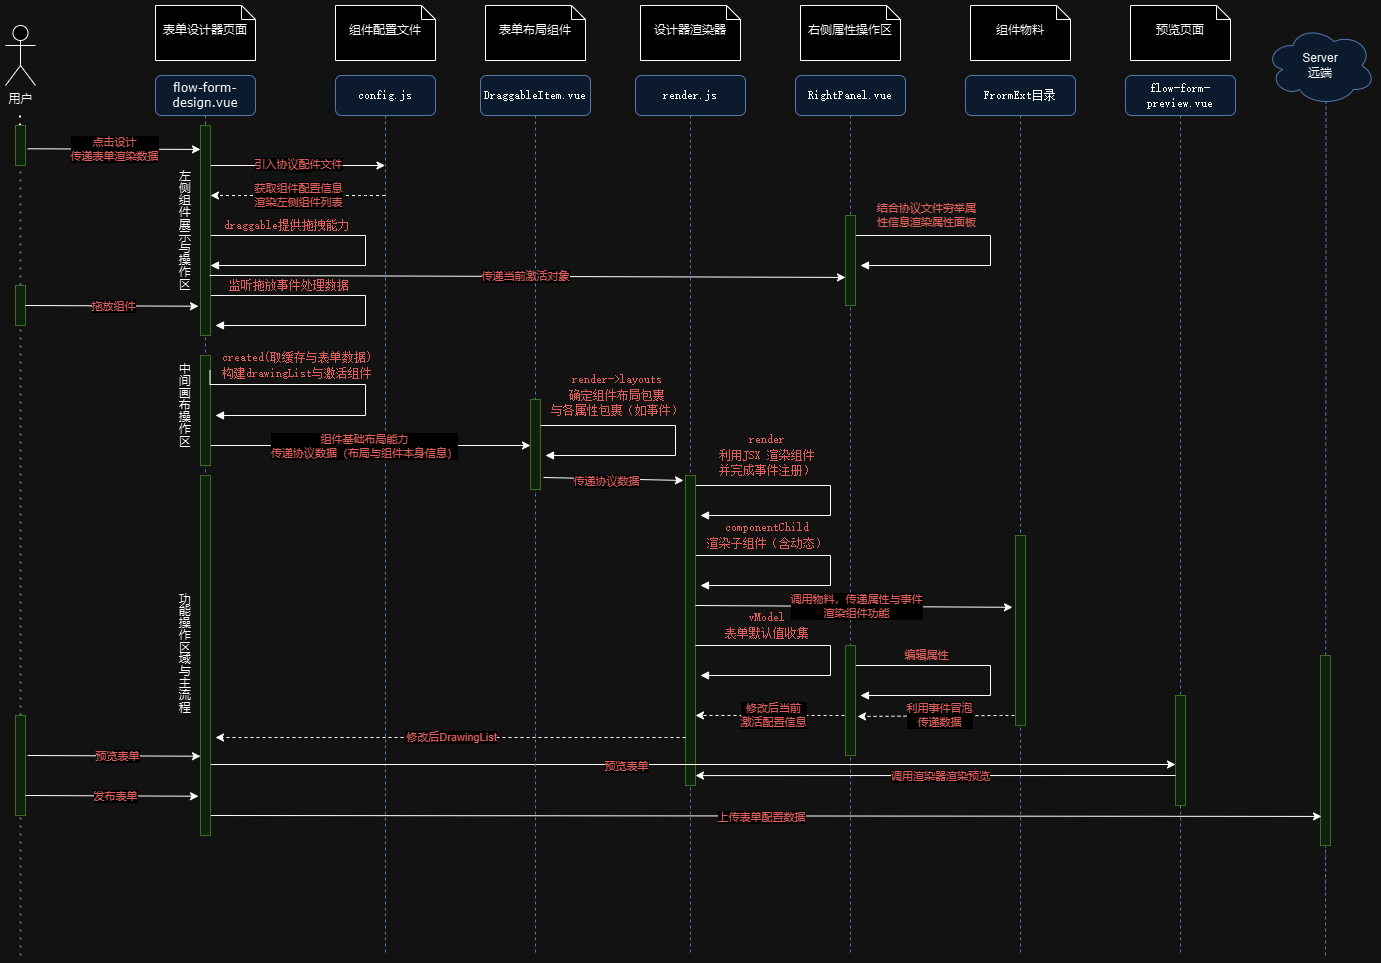 表单设计器页面
组件配置文件
表单布局组件
设计器渲染器
右侧属性操作区
组件物料
预览页面
Server
远端
用户
flow-form-
design.vue
config.js
DraggableItem.vue
render.js
RightPanel.vue
FrormExt目录
flow-form-
preview.vue
点击设计
传递表单渲染数据
引入协议配件文件
左侧组件展示与操作区
获取组件配置信息
渲染左侧组件列表
draggable提供拖拽能力
结合协议文件穷举属
性信息渲染属性面板
传递当前激活对象
监听拖放事件处理数据
拖放组件
中间画布操作区
created(取缓存与表单数据)
构建drawingList与激活组件
render->layouts
确定组件布局包裹
与各属性包裹（如事件）
组件基础布局能力
传递协议数据（布局与组件本身信息）
传递协议数据
render
利用JSX 渲染组件
并完成事件注册）
componentChild
渲染子组件（含动态）
功能操作区域与主流程
调用物料，传递属性与事件
渲染组件功能
vModel
表单默认值收集
编辑属性
修改后当前
激活配置信息
利用事件冒泡
传递数据
修改后DrawingList
预览表单
预览表单
调用渲染器渲染预览
发布表单
上传表单配置数据